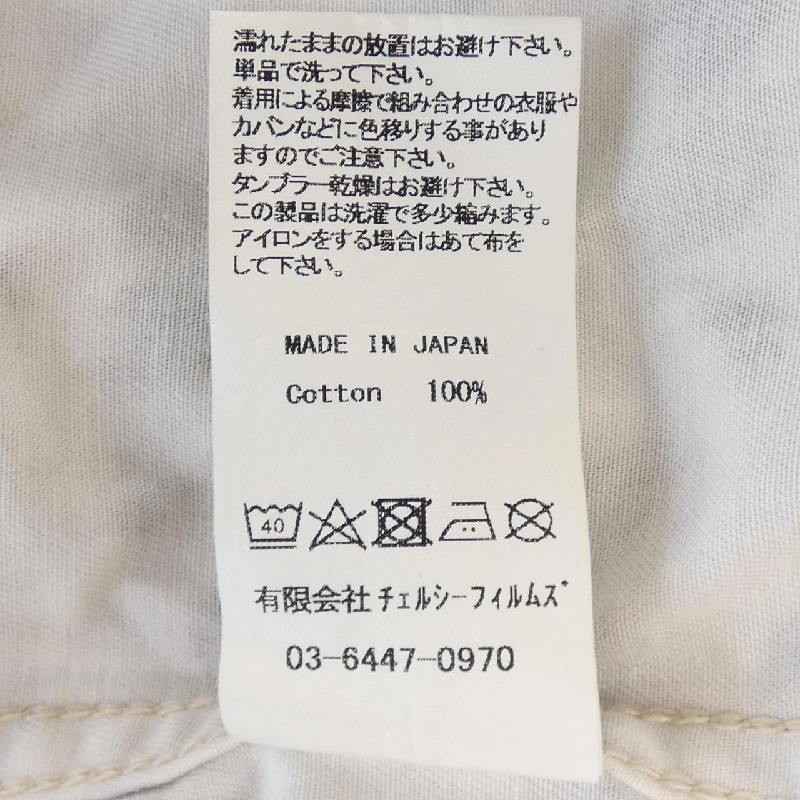 濡れたままの放置はお避け下さい。
単品で洗って下さい。
着用による摩擦で組み合わせの衣服や
カバンなどに色移りする事があり
ますのでご注意下さい。
タンブラー乾燥はお避け下さい。
この製品は洗濯で多少縮みます。
アイロンをする場合はあて布を
して下さい。
MADE IN JAPAN
Cotton 100%
40
有限会社チェルシーフィルムズ
03-6447-0970